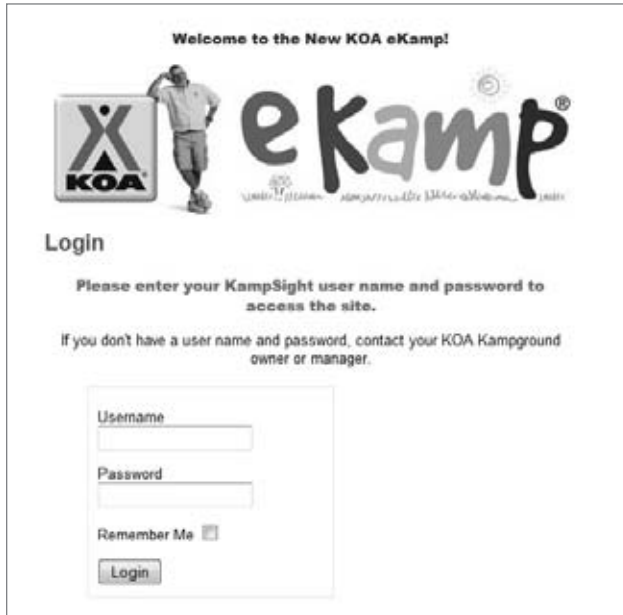 Welcome to the New KOA eKamp!
KOA®
eKamp®
Login
Please enter your KampSight user name and password to
access the site.
If you don't have a user name and password, contact your KOA Kampground
owner or manager.
Username
Password
Remember Me
Login